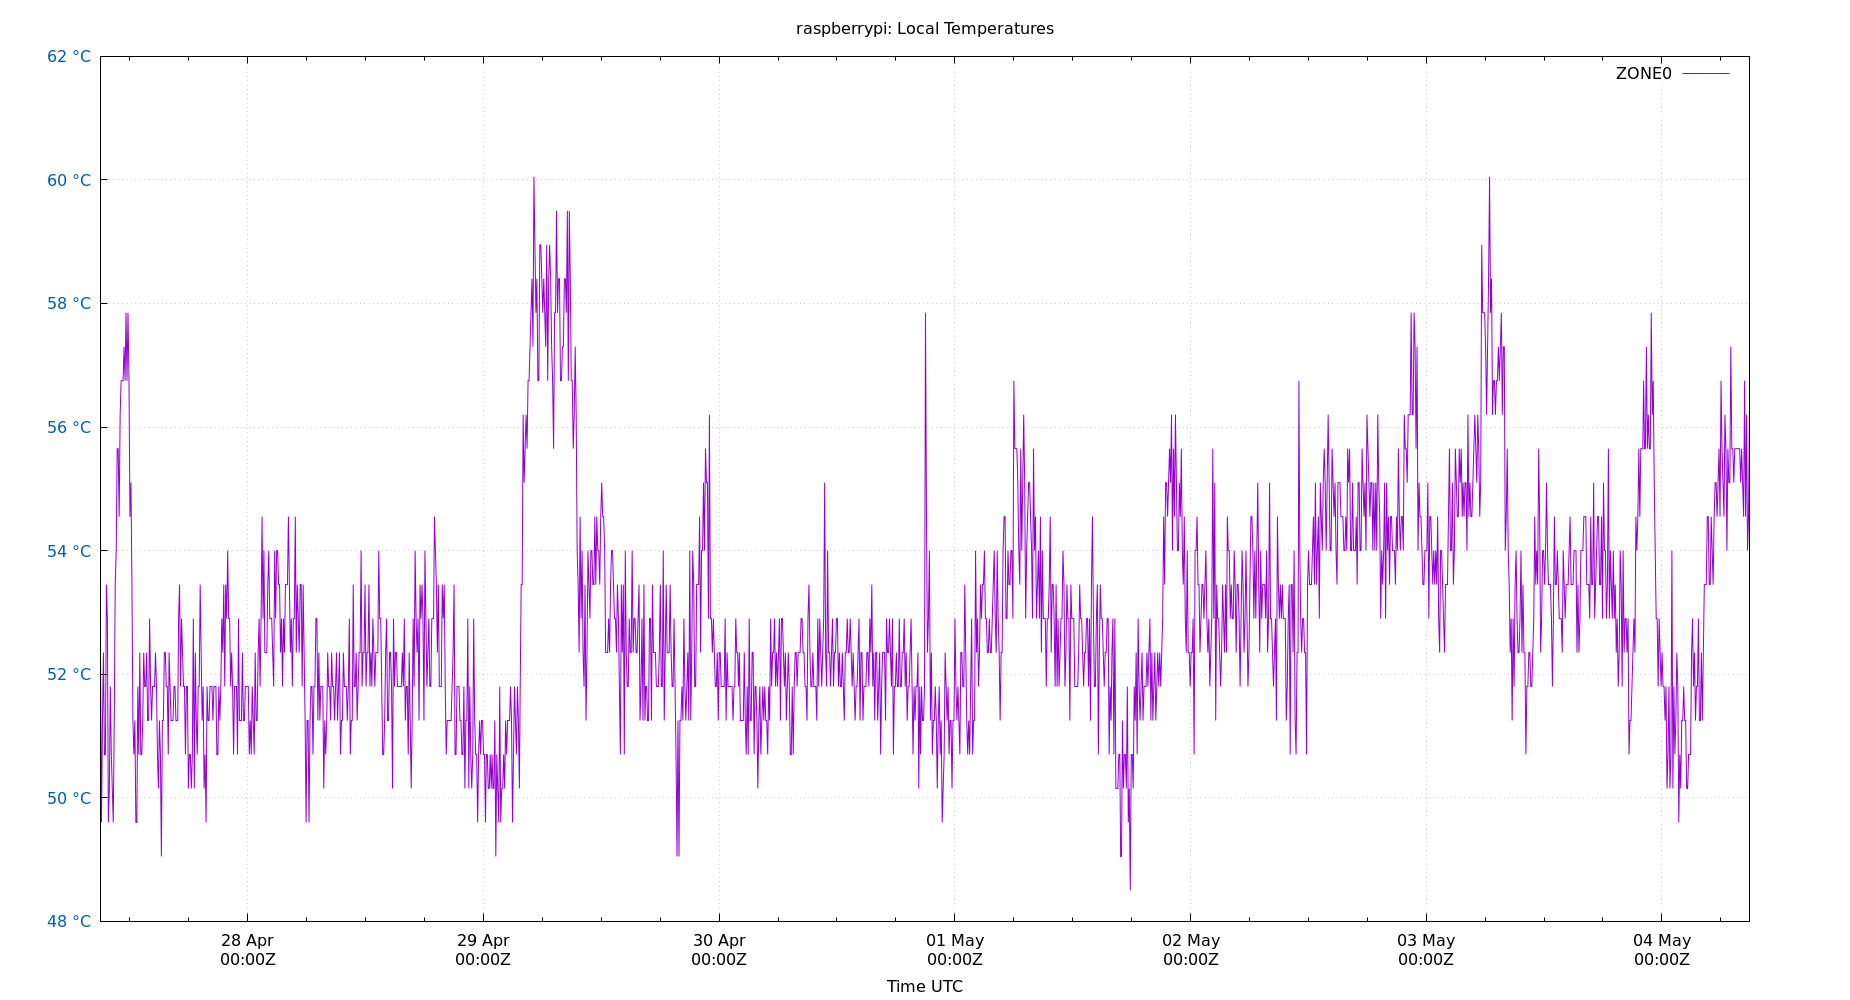 raspberrypi: Local Temperatures
62 °C
ZONE0
60 °C
58 °C
56 °C
54 °C
52 °C
50 °C
48 °C
28 Apr 29 Apr 30 Apr 01 May 02 May 03 May 04 May
00:00Z 00:00Z 00:00Z 00:00Z 00:00Z 00:00Z 00:00Z
Time UTC